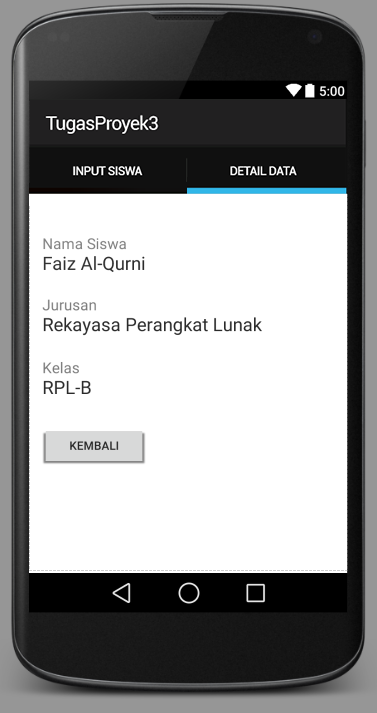 5:00
TugasProyek3
INPUT SISWA DETAIL DATA
Nama Siswa
Faiz Al-Qurni
Jurusan
Rekayasa Perangkat Lunak
Kelas
RPL-B
KEMBALI